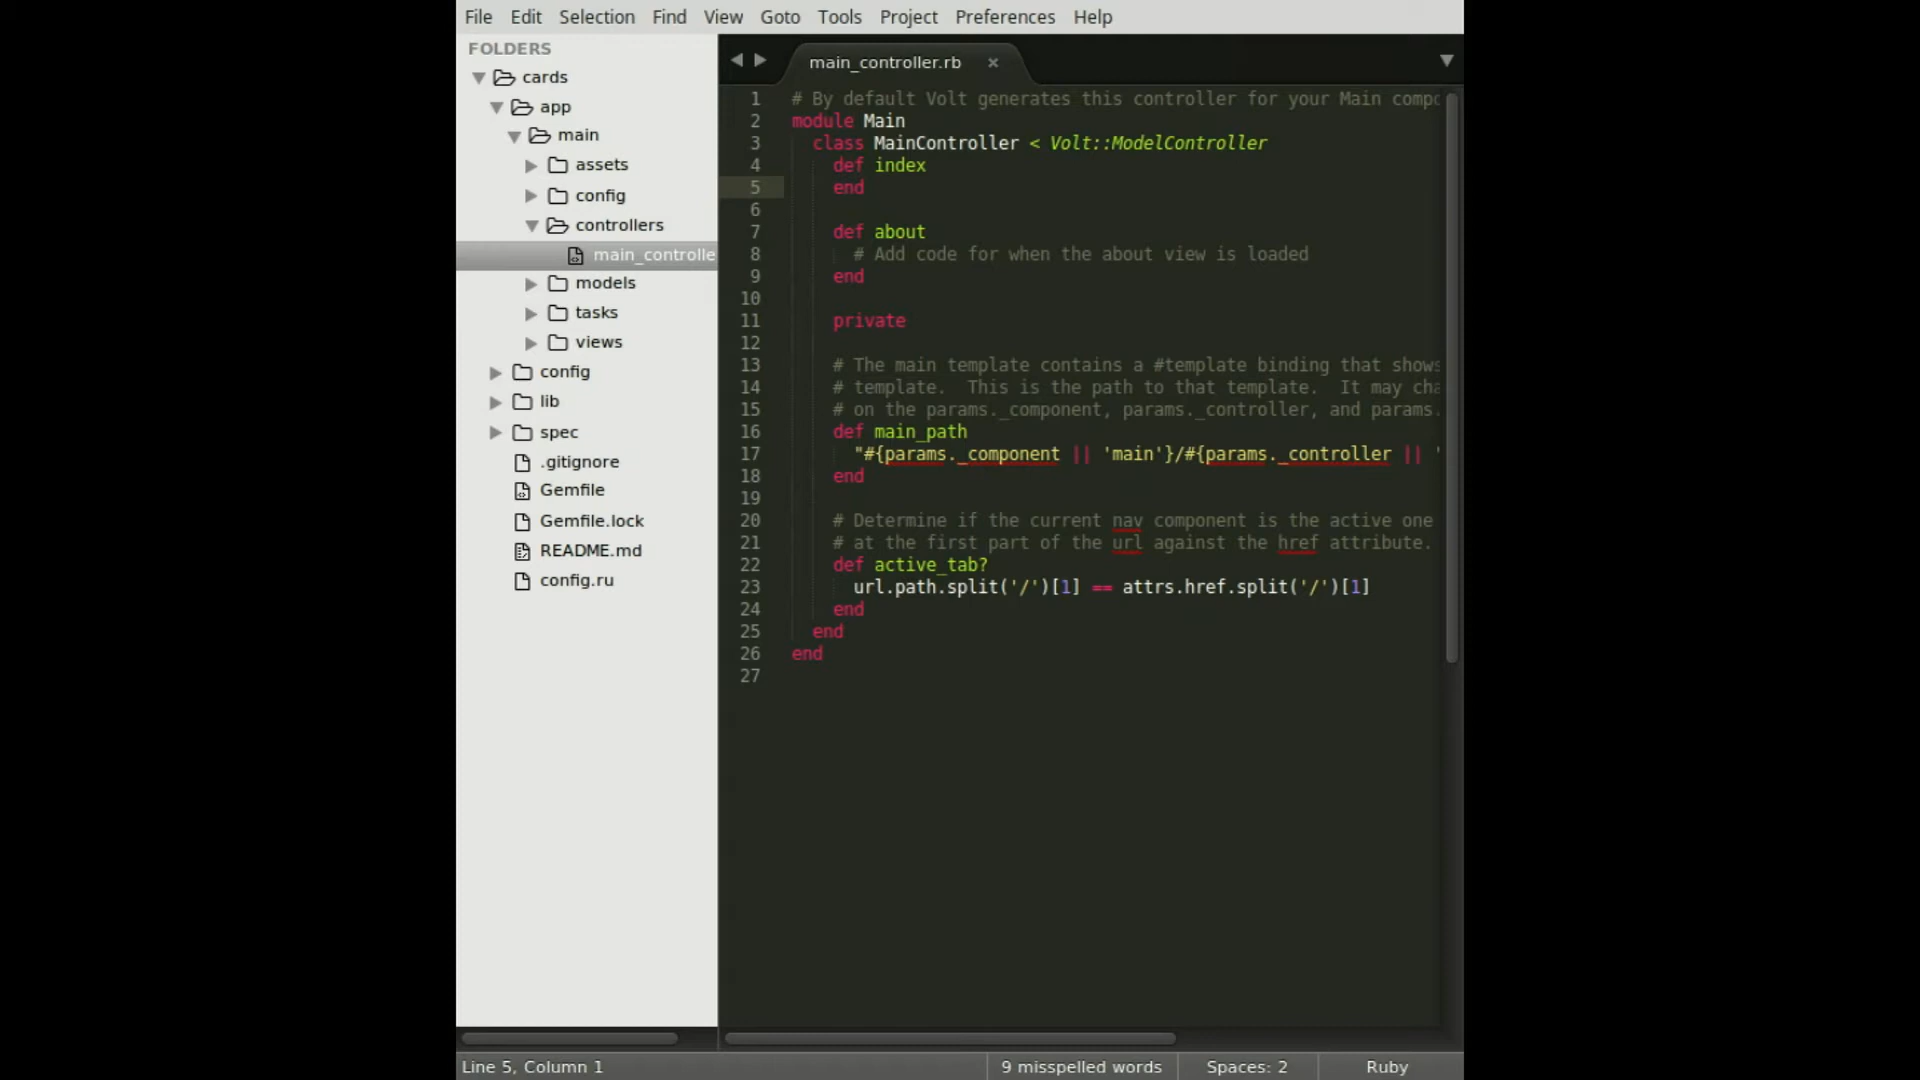 File Edit Selection Find View Goto Tools Project Preferences Help
FOLDERS
cards
app
main
assets
config
controllers
main_controlle
models
tasks
views
config
lib
spec
.gitignore
Gemfile
Gemfile.lock
README.md
config.ru
main_controller.rb ×
1 # By default Volt generates this controller for your Main compo
2 module Main
3 class MainController < Volt::ModelController
4 def index
5 end
6
7 def about
8 # Add code for when the about view is loaded
9 end
10
11 private
12
13 # The main template contains a #template binding that shows
14 # template.  This is the path to that template.  It may cha
15 # on the params._component, params._controller, and params.
16 def main_path
17 "#{params._component || 'main'}/#{params._controller || '
18 end
19
20 # Determine if the current nav component is the active one
21 # at the first part of the url against the href attribute.
22 def active_tab?
23 url.path.split('/')[1] == attrs.href.split('/')[1]
24 end
25 end
26 end
27
Line 5, Column 1 9 misspelled words Spaces: 2 Ruby